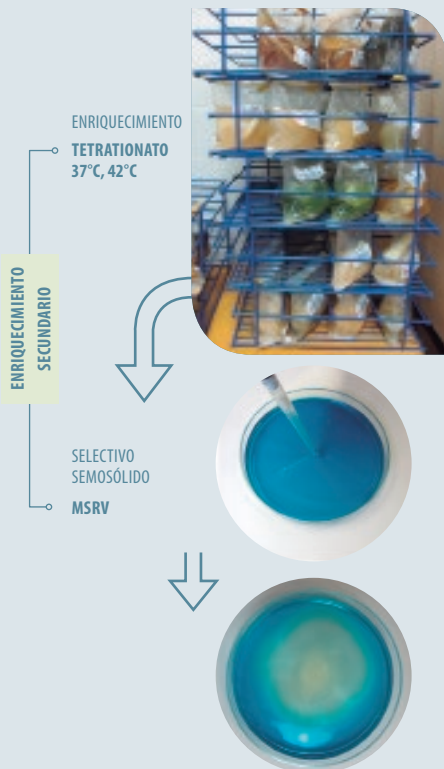 ENRIQUECIMIENTO
TETRATIONATO
37°C, 42°C
ENRIQUECIMIENTO
SECUNDARIO
SELECTIVO
SEMOSÓLIDO
MSRV